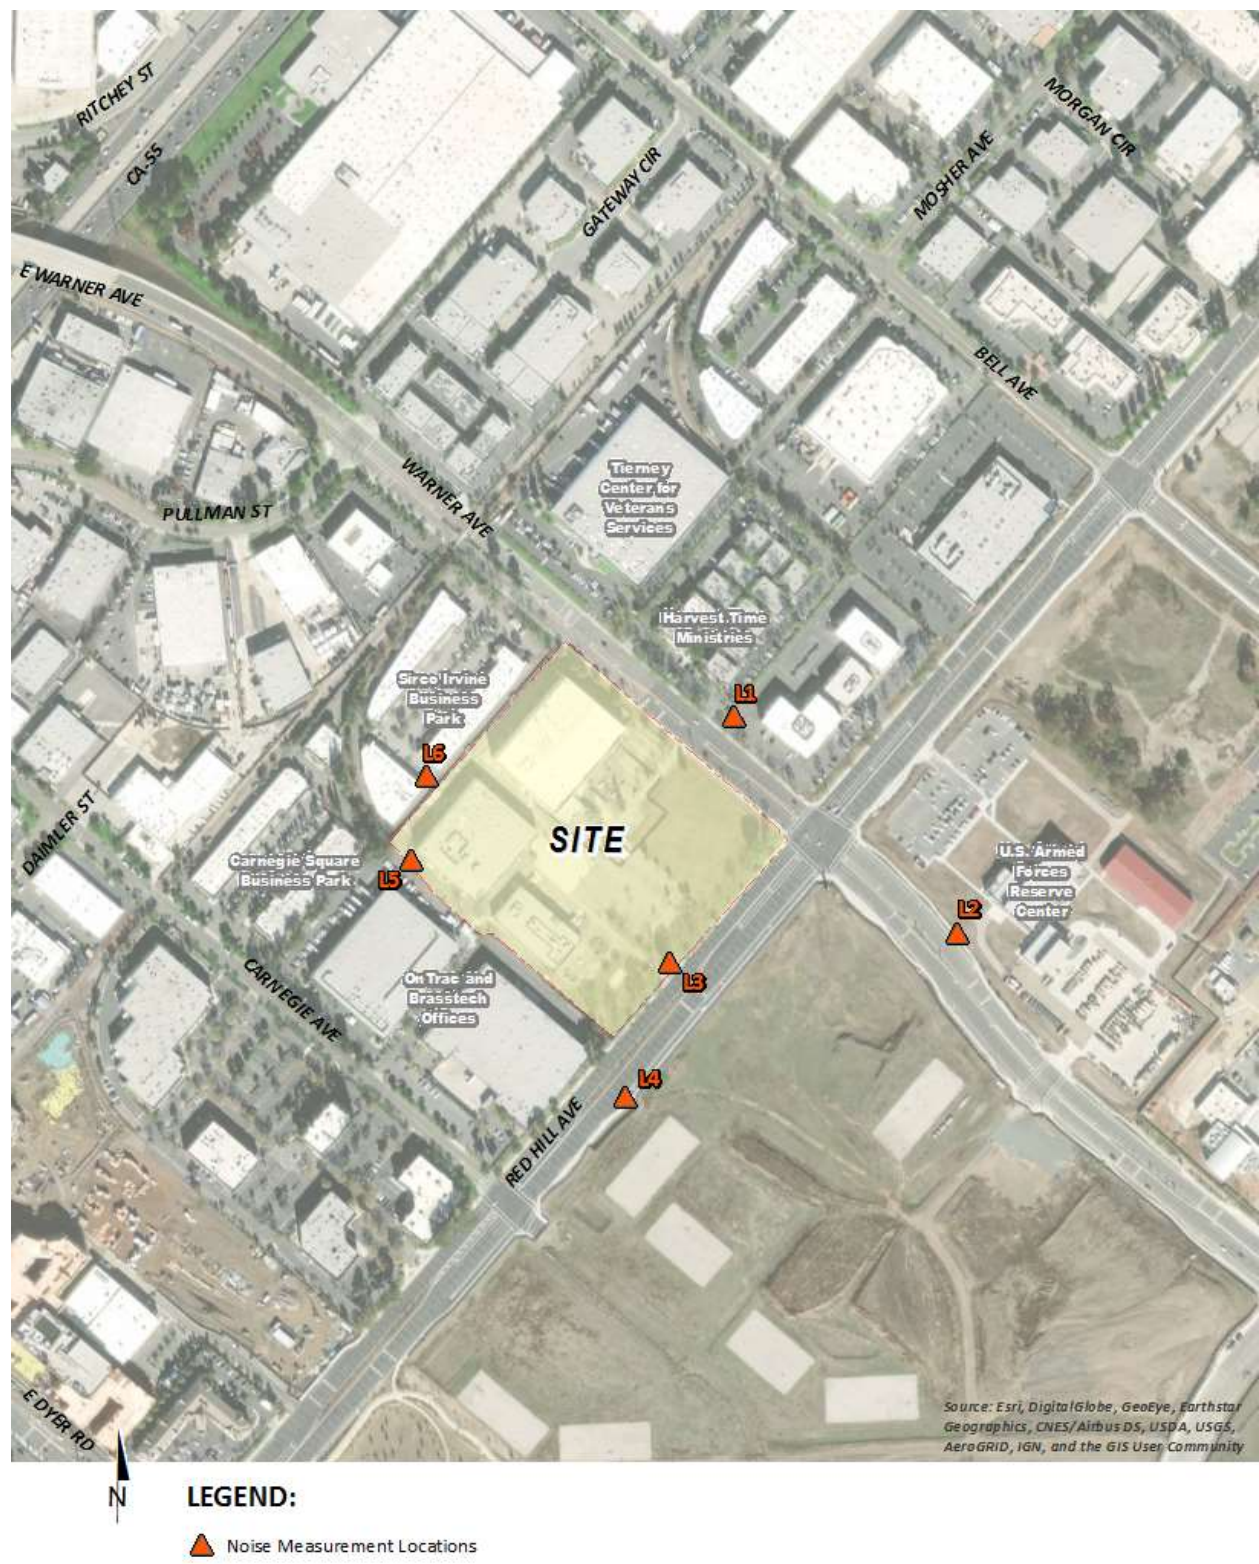 RITCHEY ST
CA-55
MORGAN CIR
MOSHER AVE
GATEWAY CIR
E WARNER AVE
BELL AVE
WARNER AVE
Tierney
Center for
Veterans
Services
PULLMAN ST
Harvest Time
Ministries
Sirco Irvine
Business
Park
L1
L6
SITE
DAIMLER ST
Carnegie Square
Business Park
L5
U.S. Armed
Forces
Reserve
Center
L2
CARNEGIE AVE
OnTrac and
Brasstech
Offices
L3
L4
RED HILL AVE
E DYER RD
Source: Esri, DigitalGlobe, GeoEye, Earthstar
Geographics, CNES/Airbus DS, USDA, USGS,
AeroGRID, IGN, and the GIS User Community
N
LEGEND:
Noise Measurement Locations